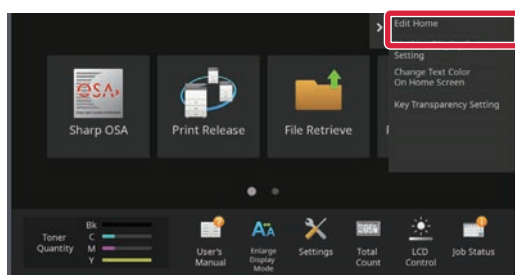 Edit Home
Setting
Change Text Color
On Home Screen
Key Transparency Setting
OSA
Sharp OSA
Print Release
File Retrieve
Toner
Quantity
Bk
C
M
Y
User's
Manual
Enlarge
Display
Mode
Settings
Total
Count
LCD
Control
Job Status